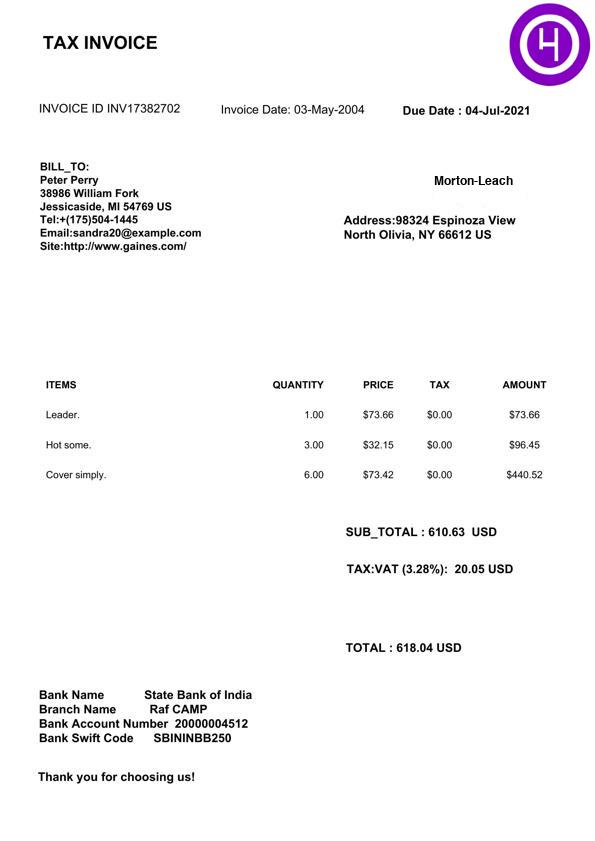 TAX INVOICE
INVOICE ID INV17382702
Invoice Date: 03-May-2004
Due Date : 04-Jul-2021
BILL_TO:
Peter Perry
38986 William Fork
Jessicaside, MI 54769 US
Tel:+(175)504-1445
Email:sandra20@example.com
Site:http://www.gaines.com/
Morton-Leach
Address:98324 Espinoza View
North Olivia, NY 66612 US
ITEMS QUANTITY PRICE TAX AMOUNT
Leader. 1.00 $73.66 $0.00 $73.66
Hot some. 3.00 $32.15 $0.00 $96.45
Cover simply. 6.00 $73.42 $0.00 $440.52
SUB_TOTAL : 610.63 USD
TAX:VAT (3.28%): 20.05 USD
TOTAL : 618.04 USD
Bank Name State Bank of India
Branch Name Raf CAMP
Bank Account Number 20000004512
Bank Swift Code SBININBB250
Thank you for choosing us!